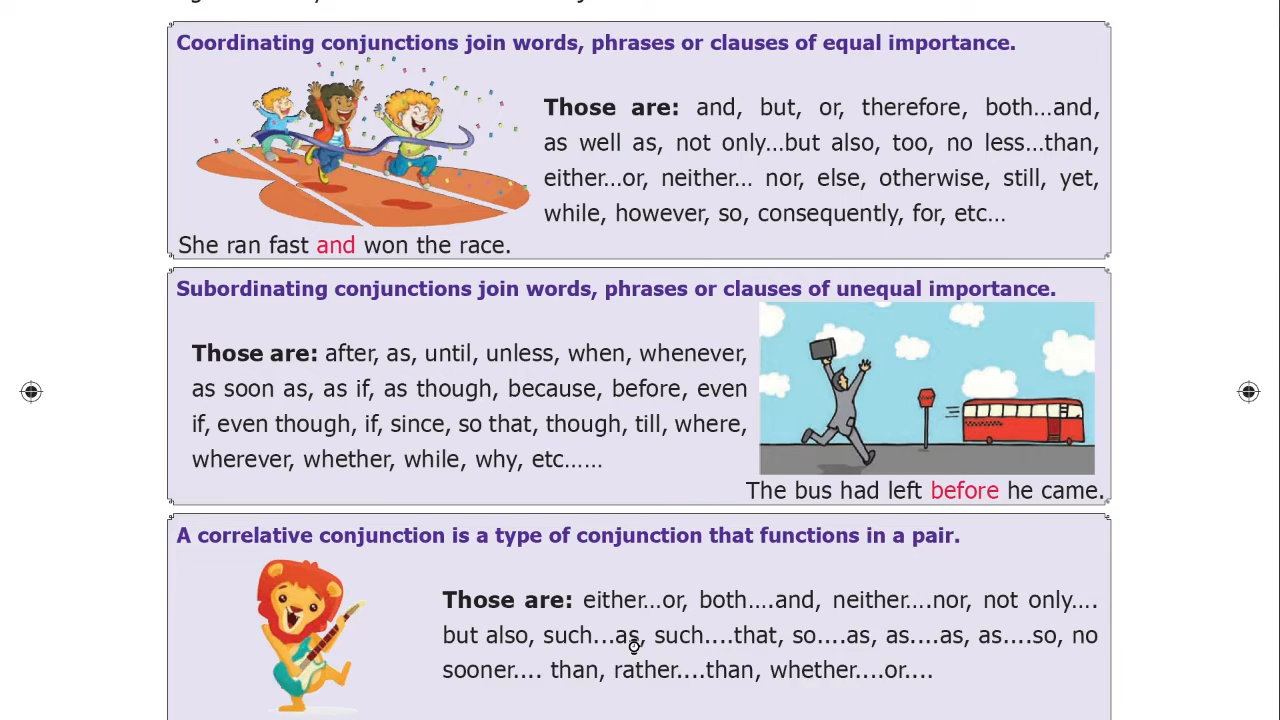 Coordinating conjunctions join words, phrases or clauses of equal importance.
Those are: and, but, or, therefore, both...and,
as well as, not only...but also, too, no less...than,
either...or, neither... nor, else, otherwise, still, yet,
while, however, so, consequently, for, etc...
She ran fast and won the race.
Subordinating conjunctions join words, phrases or clauses of unequal importance.
Those are: after, as, until, unless, when, whenever,
as soon as, as if, as though, because, before, even
if, even though, if, since, so that, though, till, where,
wherever, whether, while, why, etc......
The bus had left before he came.
A correlative conjunction is a type of conjunction that functions in a pair.
Those are: either...or, both....and, neither....nor, not only....
but also, such...as, such....that, so....as, as....as, as....so, no
sooner.... than, rather....than, whether....or....